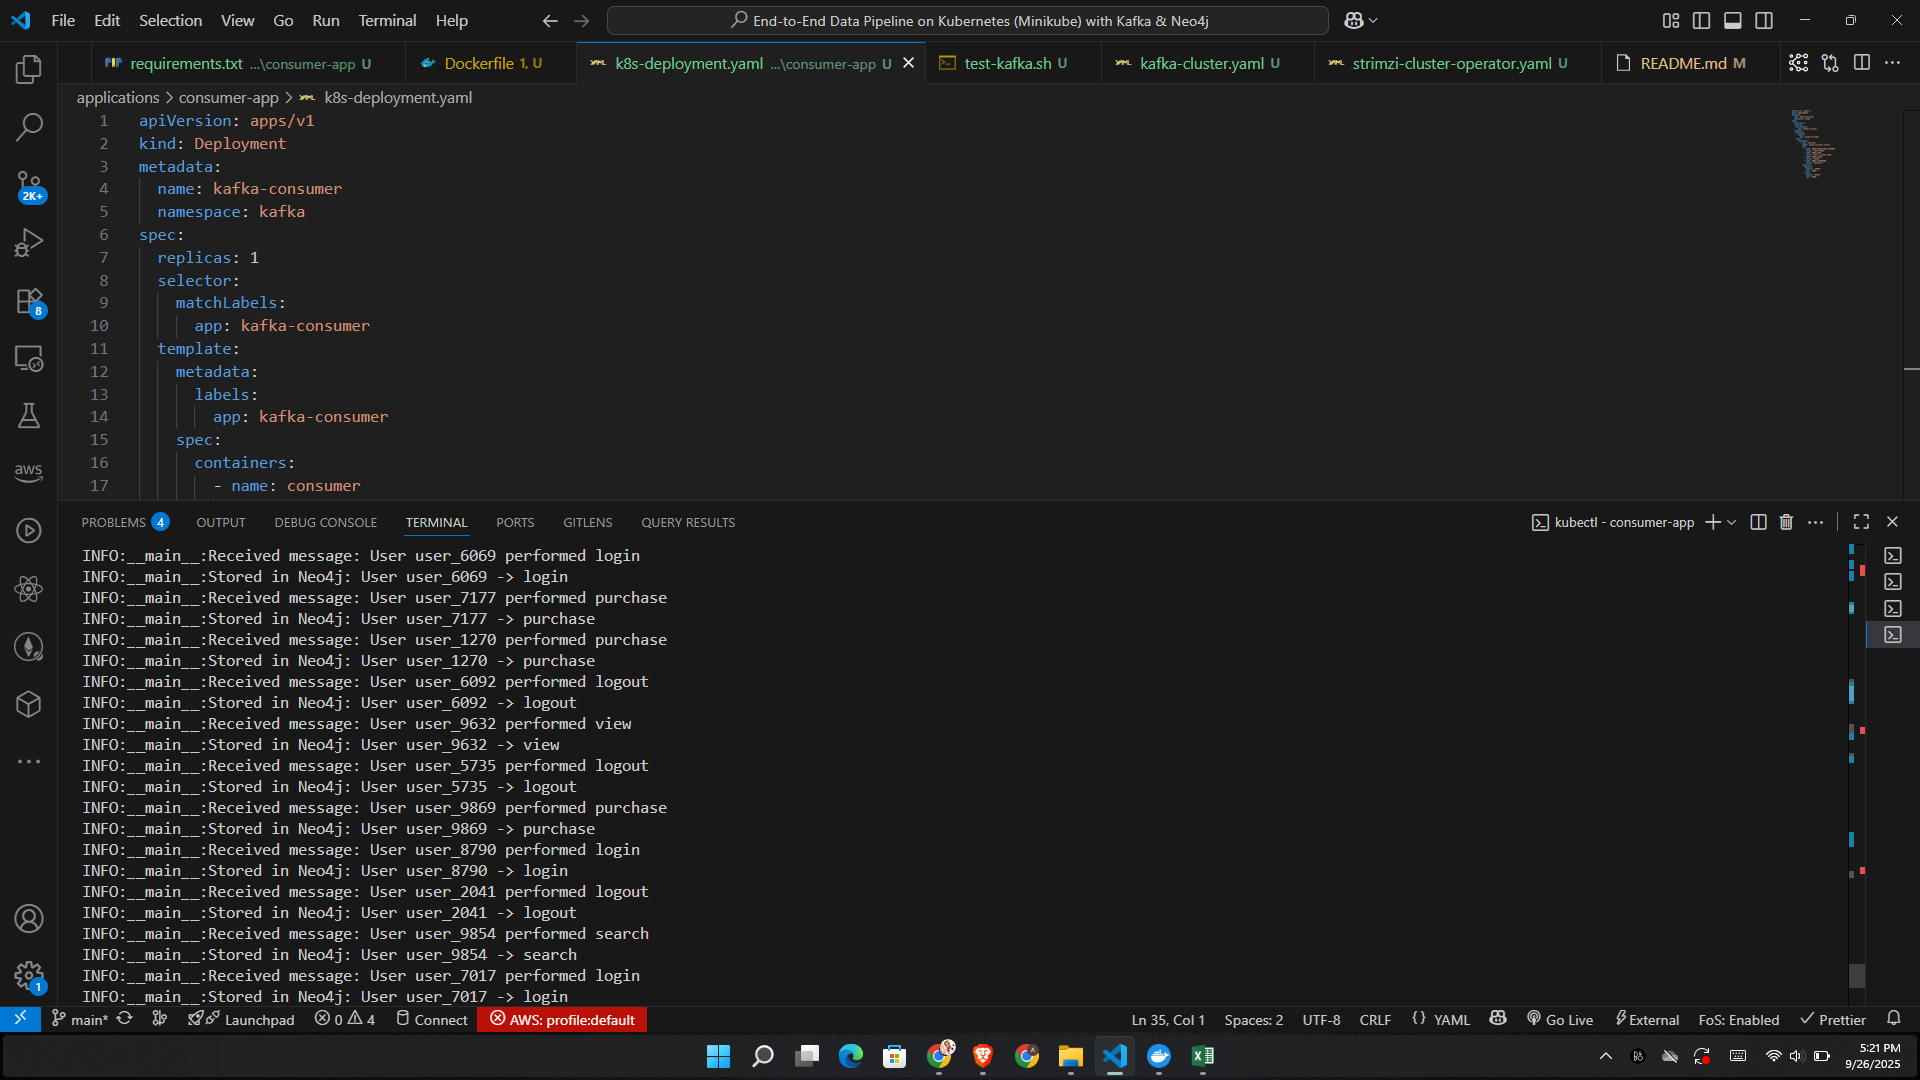 File Edit Selection View Go Run Terminal Help
End-to-End Data Pipeline on Kubernetes (Minikube) with Kafka & Neo4j
requirements.txt ...\consumer-app U
Dockerfile 1, U
k8s-deployment.yaml ...\consumer-app U
test-kafka.sh U
kafka-cluster.yaml U
strimzi-cluster-operator.yaml U
README.md M
applications > consumer-app > k8s-deployment.yaml
1 apiVersion: apps/v1
2 kind: Deployment
3 metadata:
4 name: kafka-consumer
5 namespace: kafka
6 spec:
7 replicas: 1
8 selector:
9 matchLabels:
10 app: kafka-consumer
11 template:
12 metadata:
13 labels:
14 app: kafka-consumer
15 spec:
16 containers:
17 - name: consumer
2K+
8
aws
1
PROBLEMS 4 OUTPUT DEBUG CONSOLE TERMINAL PORTS GITLENS QUERY RESULTS
kubectl - consumer-app
INFO:__main__:Received message: User user_6069 performed login
INFO:__main__:Stored in Neo4j: User user_6069 -> login
INFO:__main__:Received message: User user_7177 performed purchase
INFO:__main__:Stored in Neo4j: User user_7177 -> purchase
INFO:__main__:Received message: User user_1270 performed purchase
INFO:__main__:Stored in Neo4j: User user_1270 -> purchase
INFO:__main__:Received message: User user_6092 performed logout
INFO:__main__:Stored in Neo4j: User user_6092 -> logout
INFO:__main__:Received message: User user_9632 performed view
INFO:__main__:Stored in Neo4j: User user_9632 -> view
INFO:__main__:Received message: User user_5735 performed logout
INFO:__main__:Stored in Neo4j: User user_5735 -> logout
INFO:__main__:Received message: User user_9869 performed purchase
INFO:__main__:Stored in Neo4j: User user_9869 -> purchase
INFO:__main__:Received message: User user_8790 performed login
INFO:__main__:Stored in Neo4j: User user_8790 -> login
INFO:__main__:Received message: User user_2041 performed logout
INFO:__main__:Stored in Neo4j: User user_2041 -> logout
INFO:__main__:Received message: User user_9854 performed search
INFO:__main__:Stored in Neo4j: User user_9854 -> search
INFO:__main__:Received message: User user_7017 performed login
INFO:__main__:Stored in Neo4j: User user_7017 -> login
main* Launchpad 0 4 Connect AWS: profile:default
Ln 35, Col 1 Spaces: 2 UTF-8 CRLF {} YAML Go Live External FoS: Enabled Prettier
5:21 PM
9/26/2025